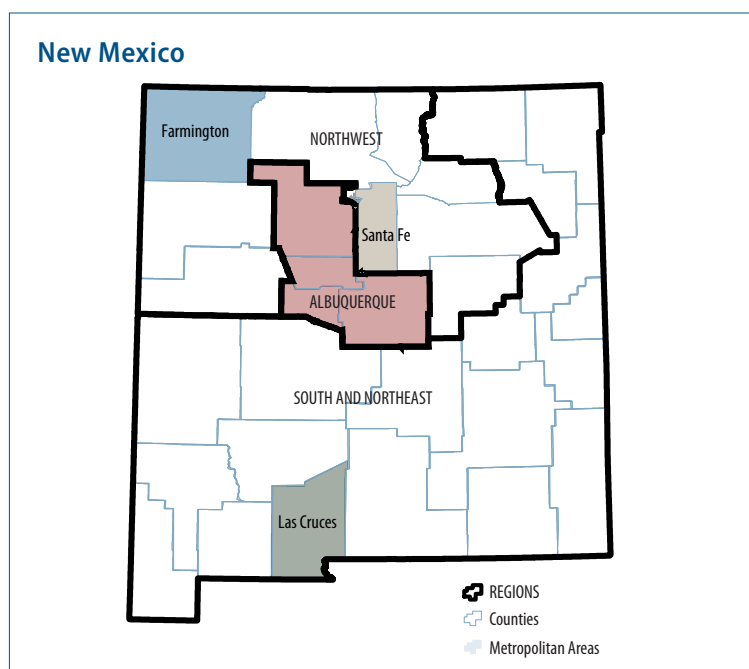 New Mexico
Farmington
NORTHWEST
Santa Fe
ALBUQUERQUE
SOUTH AND NORTHEAST
Las Cruces
REGIONS
Counties
Metropolitan Areas